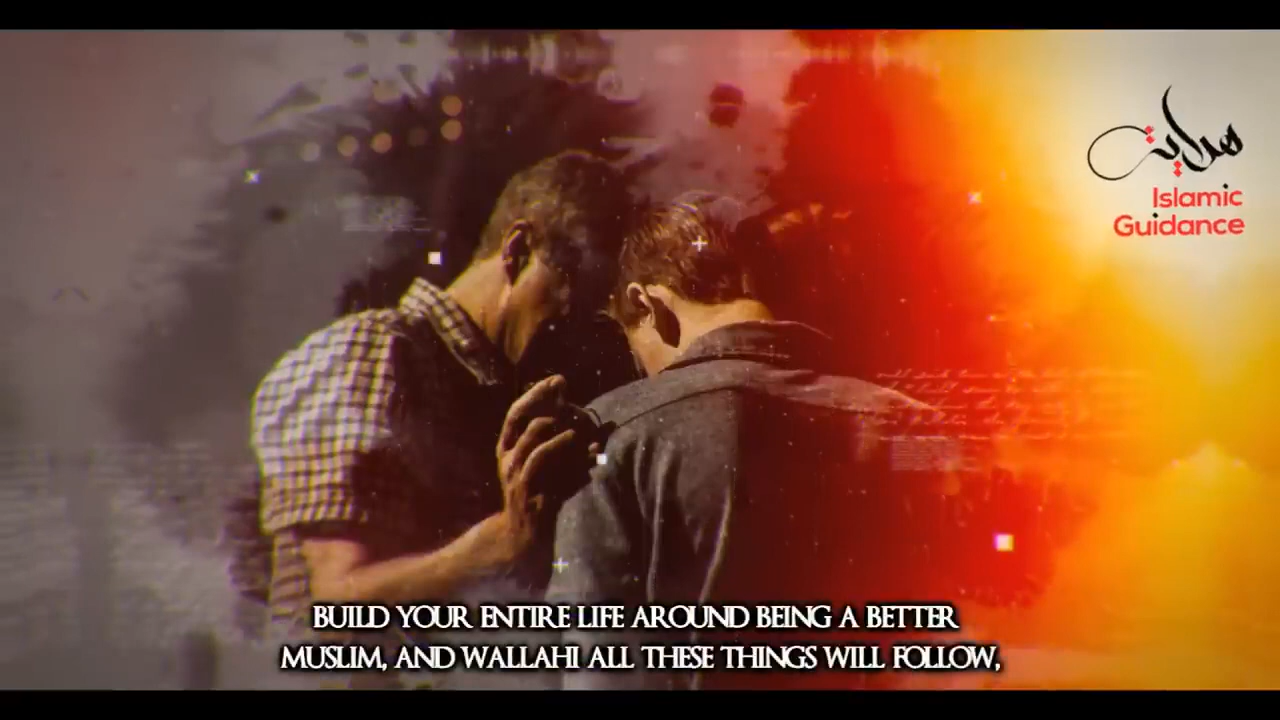 هداية
Islamic
Guidance
BUILD YOUR ENTIRE LIFE AROUND BEING A BETTER
MUSLIM, AND WALLAHI ALL THESE THINGS WILL FOLLOW,